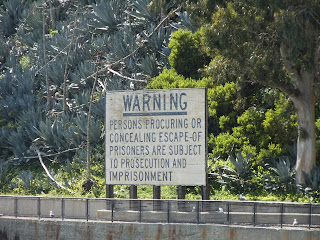 WARNING
PERSONS PROCURING OR
CONCEALING ESCAPE OF
PRISONERS ARE SUBJECT
TO PROSECUTION AND
IMPRISONMENT